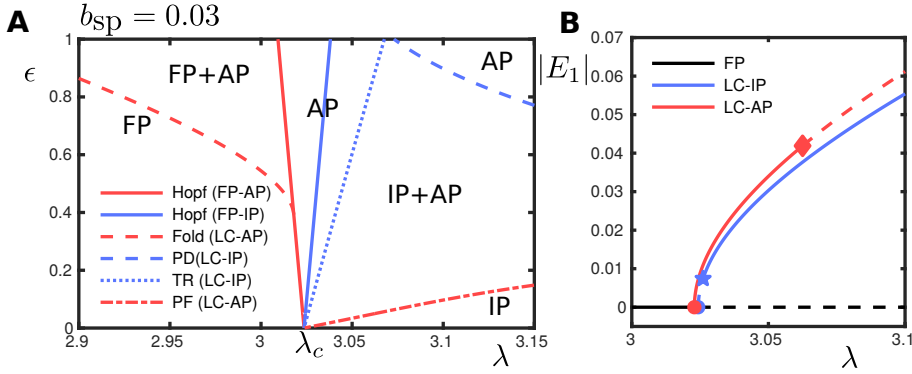 b_sp = 0.03
A
ϵ
1
0.8
0.6
0.4
0.2
0
FP+AP
FP
AP
AP
IP+AP
IP
Hopf (FP-AP)
Hopf (FP-IP)
Fold (LC-AP)
PD(LC-IP)
TR (LC-IP)
PF (LC-AP)
2.9
2.95
3
λ_c
3.05
3.1
3.15
λ
B
|E_1|
0.07
0.06
0.05
0.04
0.03
0.02
0.01
0
FP
LC-IP
LC-AP
3
3.05
3.1
λ